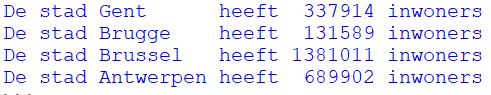 De stad Gent      heeft  337914 inwoners
De stad Brugge    heeft  131589 inwoners
De stad Brussel   heeft 1381011 inwoners
De stad Antwerpen heeft  689902 inwoners